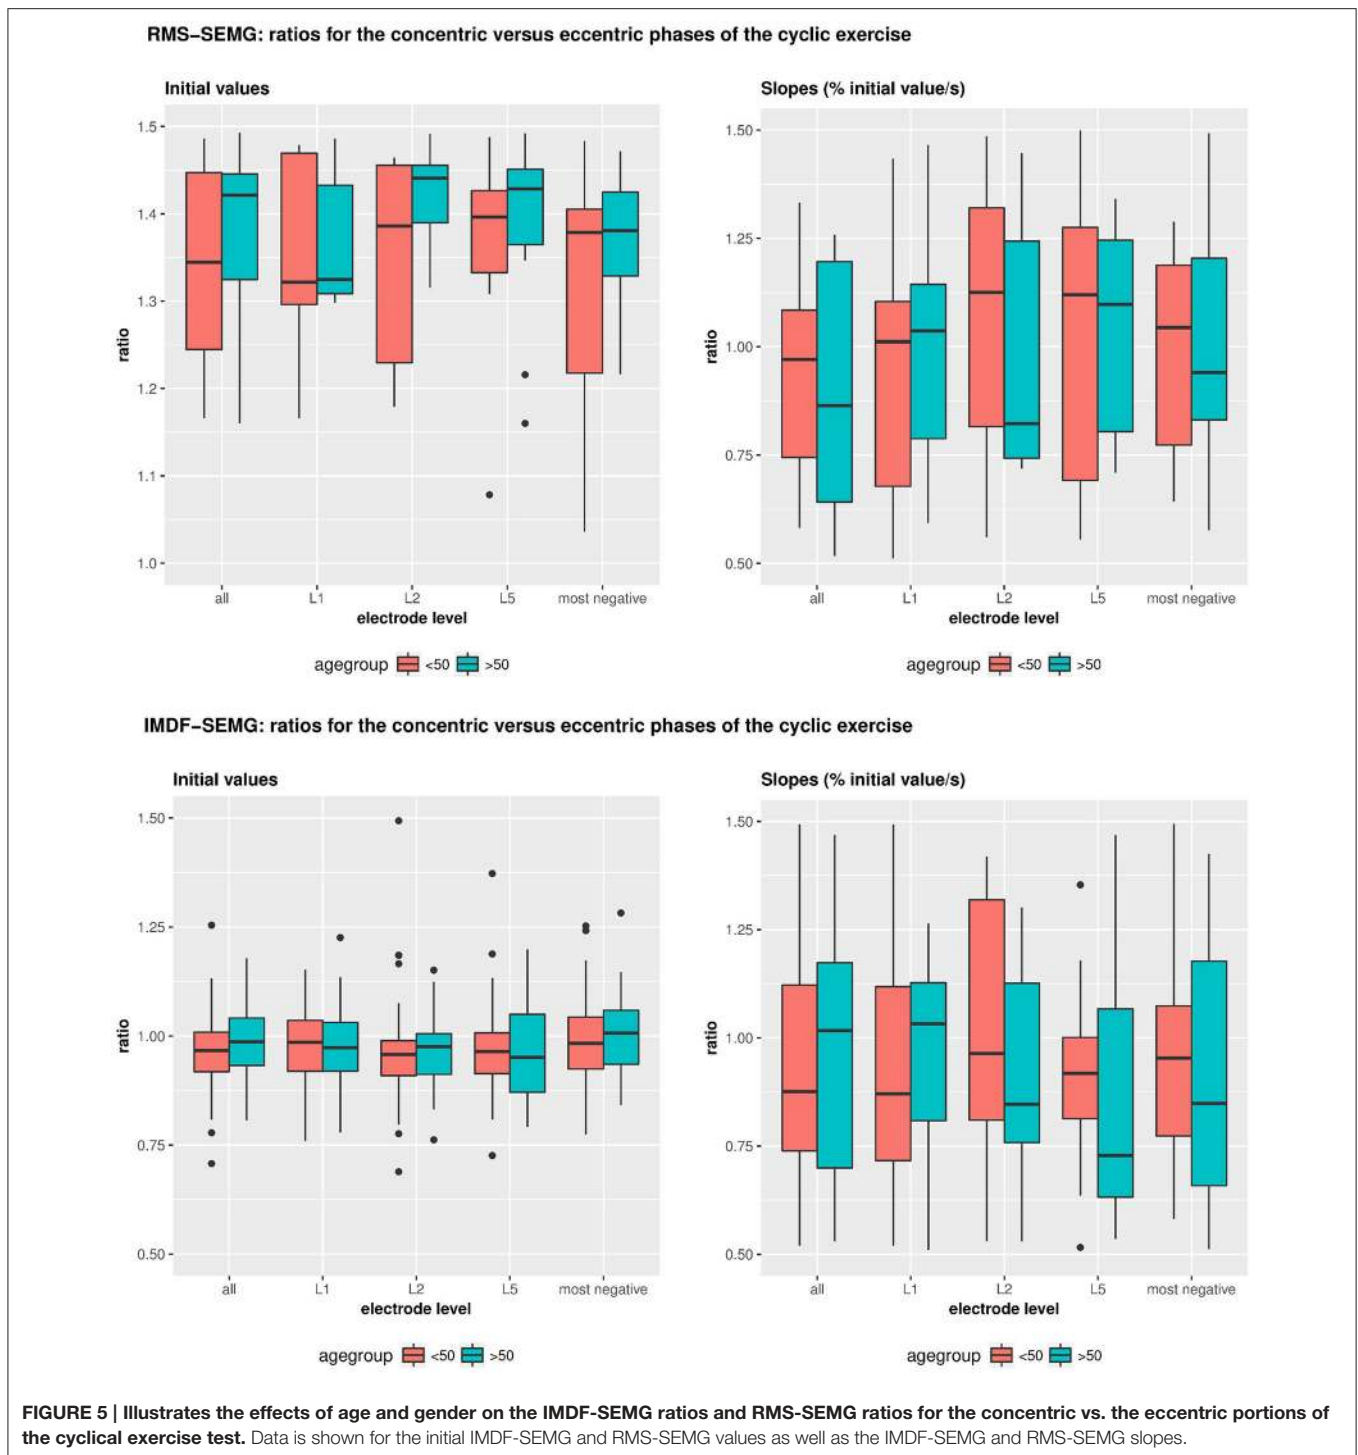 RMS–SEMG: ratios for the concentric versus eccentric phases of the cyclic exercise
Initial values
1.5
1.4
1.3
1.2
1.1
1.0
ratio
all L1 L2 L5 most negative
electrode level
agegroup <50 >50
Slopes (% initial value/s)
1.50
1.25
1.00
0.75
0.50
ratio
all L1 L2 L5 most negative
electrode level
agegroup <50 >50
IMDF–SEMG: ratios for the concentric versus eccentric phases of the cyclic exercise
Initial values
1.50
1.25
1.00
0.75
0.50
ratio
all L1 L2 L5 most negative
electrode level
agegroup <50 >50
Slopes (% initial value/s)
1.50
1.25
1.00
0.75
0.50
ratio
all L1 L2 L5 most negative
electrode level
agegroup <50 >50
FIGURE 5 | Illustrates the effects of age and gender on the IMDF-SEMG ratios and RMS-SEMG ratios for the concentric vs. the eccentric portions of
the cyclical exercise test. Data is shown for the initial IMDF-SEMG and RMS-SEMG values as well as the IMDF-SEMG and RMS-SEMG slopes.